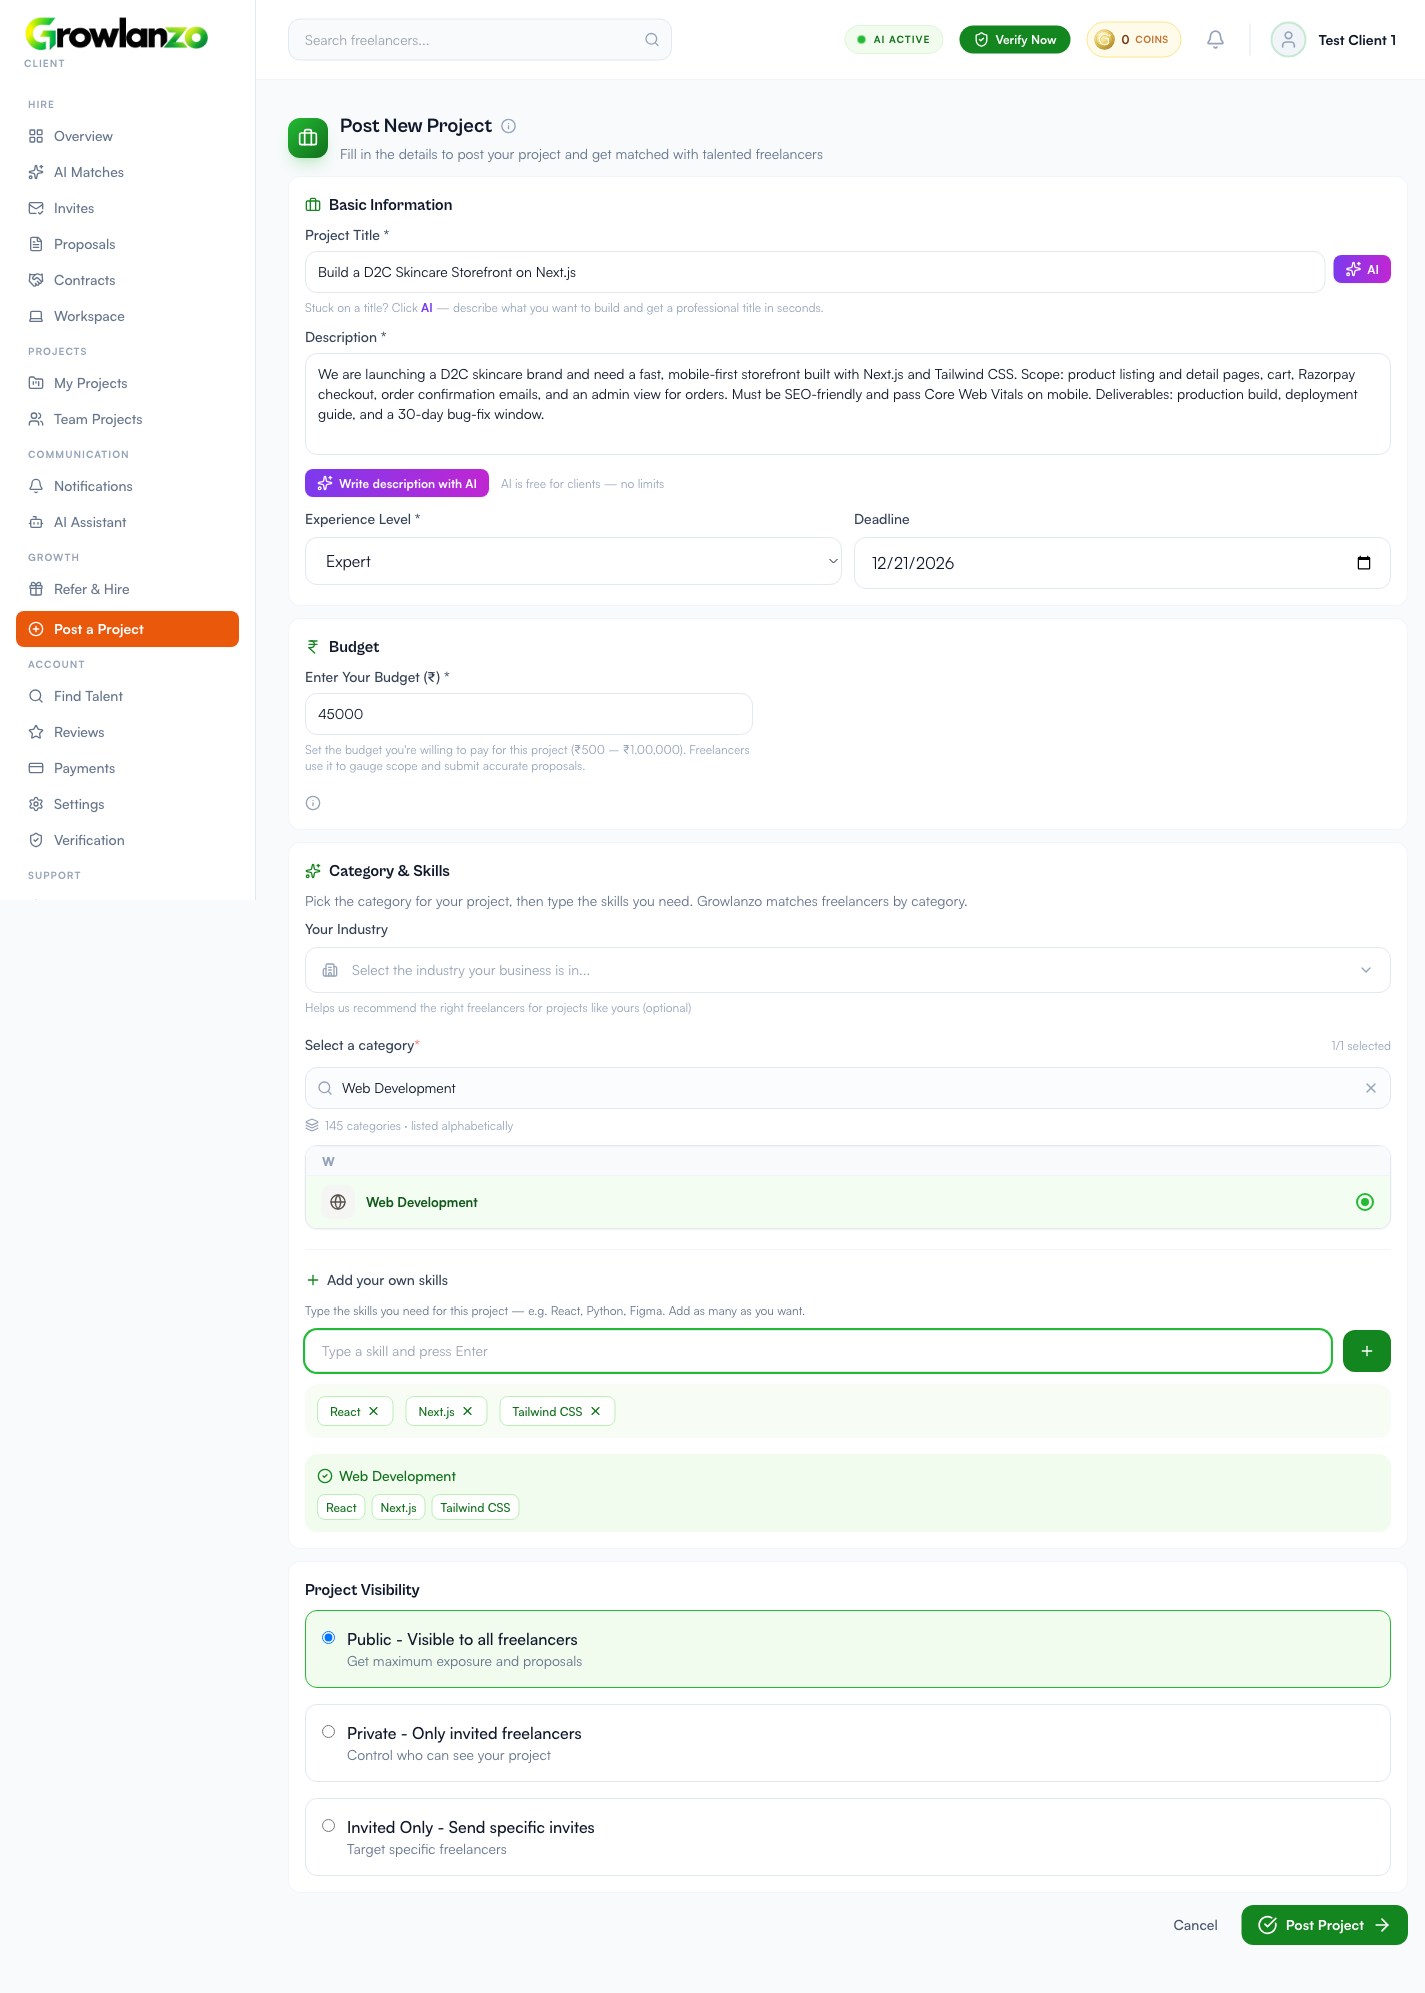 Growlanzo
CLIENT
HIRE
Overview
AI Matches
Invites
Proposals
Contracts
Workspace
PROJECTS
My Projects
Team Projects
COMMUNICATION
Notifications
AI Assistant
GROWTH
Refer & Hire
Post a Project
ACCOUNT
Find Talent
Reviews
Payments
Settings
Verification
SUPPORT
Search freelancers...
AI ACTIVE
Verify Now
0 COINS
Test Client 1
Post New Project
Fill in the details to post your project and get matched with talented freelancers
Basic Information
Project Title *
Build a D2C Skincare Storefront on Next.js
AI
Stuck on a title? Click AI — describe what you want to build and get a professional title in seconds.
Description *
We are launching a D2C skincare brand and need a fast, mobile-first storefront built with Next.js and Tailwind CSS. Scope: product listing and detail pages, cart, Razorpay
checkout, order confirmation emails, and an admin view for orders. Must be SEO-friendly and pass Core Web Vitals on mobile. Deliverables: production build, deployment
guide, and a 30-day bug-fix window.
Write description with AI
AI is free for clients — no limits
Experience Level *
Deadline
Expert
12/21/2026
Budget
Enter Your Budget (₹) *
45000
Set the budget you're willing to pay for this project (₹500 — ₹1,00,000). Freelancers
use it to gauge scope and submit accurate proposals.
Category & Skills
Pick the category for your project, then type the skills you need. Growlanzo matches freelancers by category.
Your Industry
Select the industry your business is in...
Helps us recommend the right freelancers for projects like yours (optional)
Select a category*
1/1 selected
Web Development
145 categories · listed alphabetically
W
Web Development
Add your own skills
Type the skills you need for this project — e.g. React, Python, Figma. Add as many as you want.
Type a skill and press Enter
React
Next.js
Tailwind CSS
Web Development
React
Next.js
Tailwind CSS
Project Visibility
Public - Visible to all freelancers
Get maximum exposure and proposals
Private - Only invited freelancers
Control who can see your project
Invited Only - Send specific invites
Target specific freelancers
Cancel
Post Project